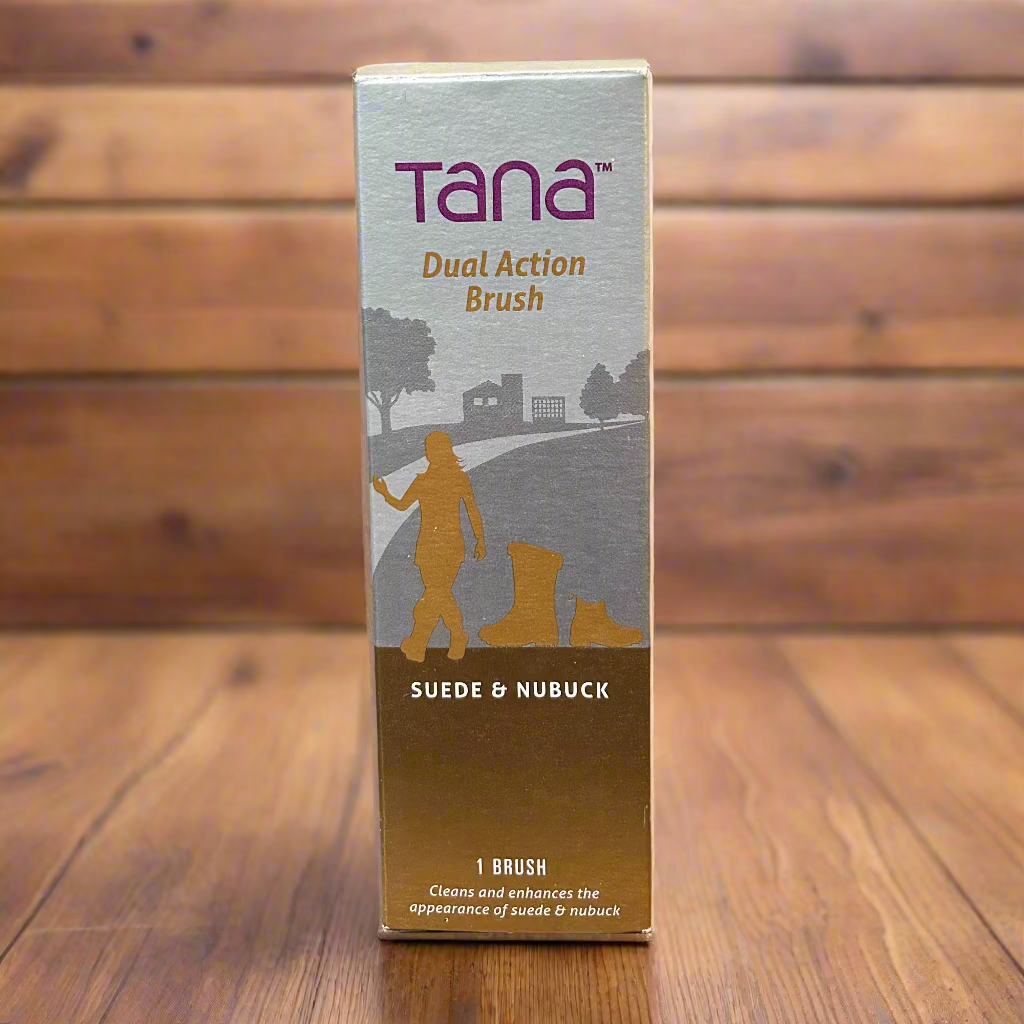 Tana™
Dual Action
Brush
SUEDE & NUBUCK
1 BRUSH
Cleans and enhances the
appearance of suede & nubuck